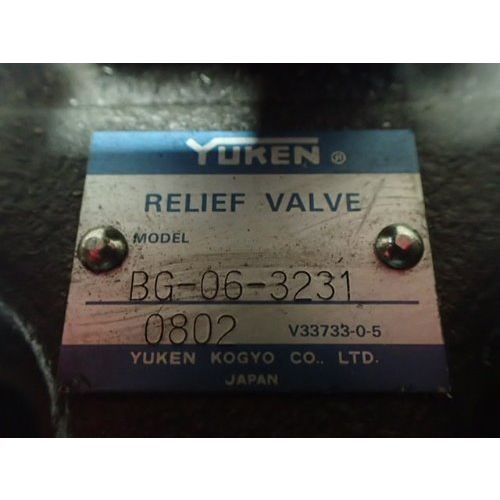 YUKEN ®
RELIEF VALVE
MODEL
BG-06-3231
0802 V33733-0-5
YUKEN KOGYO CO., LTD.
JAPAN